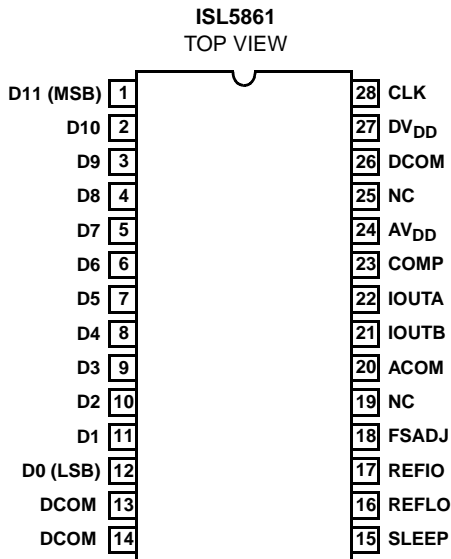 ISL5861
TOP VIEW
D11 (MSB) 1 28 CLK
D10 2 27 DVDD
D9 3 26 DCOM
D8 4 25 NC
D7 5 24 AVDD
D6 6 23 COMP
D5 7 22 IOUTA
D4 8 21 IOUTB
D3 9 20 ACOM
D2 10 19 NC
D1 11 18 FSADJ
D0 (LSB) 12 17 REFIO
DCOM 13 16 REFLO
DCOM 14 15 SLEEP